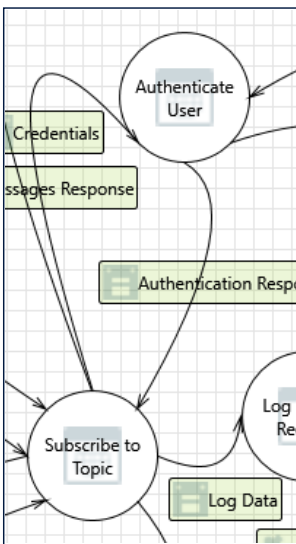 Authenticate
User
Credentials
ssages Response
Authentication Respo
Log
Re
Subscribe to
Topic
Log Data